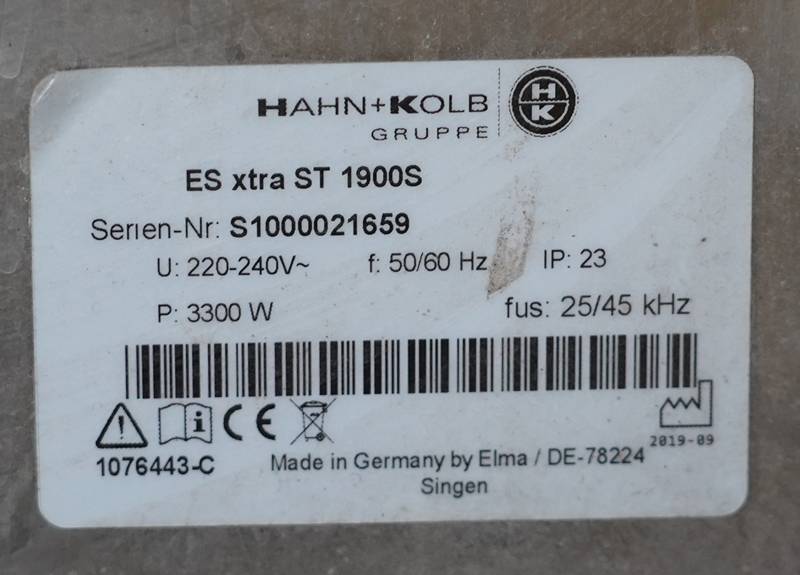 HAHN+KOLB
GRUPPE
H
K
ES xtra ST 1900S
Serien-Nr: S1000021659
U: 220-240V~ f: 50/60 Hz IP: 23
P: 3300 W fus: 25/45 kHz
i
CE
2019-09
1076443-C
Made in Germany by Elma / DE-78224
Singen